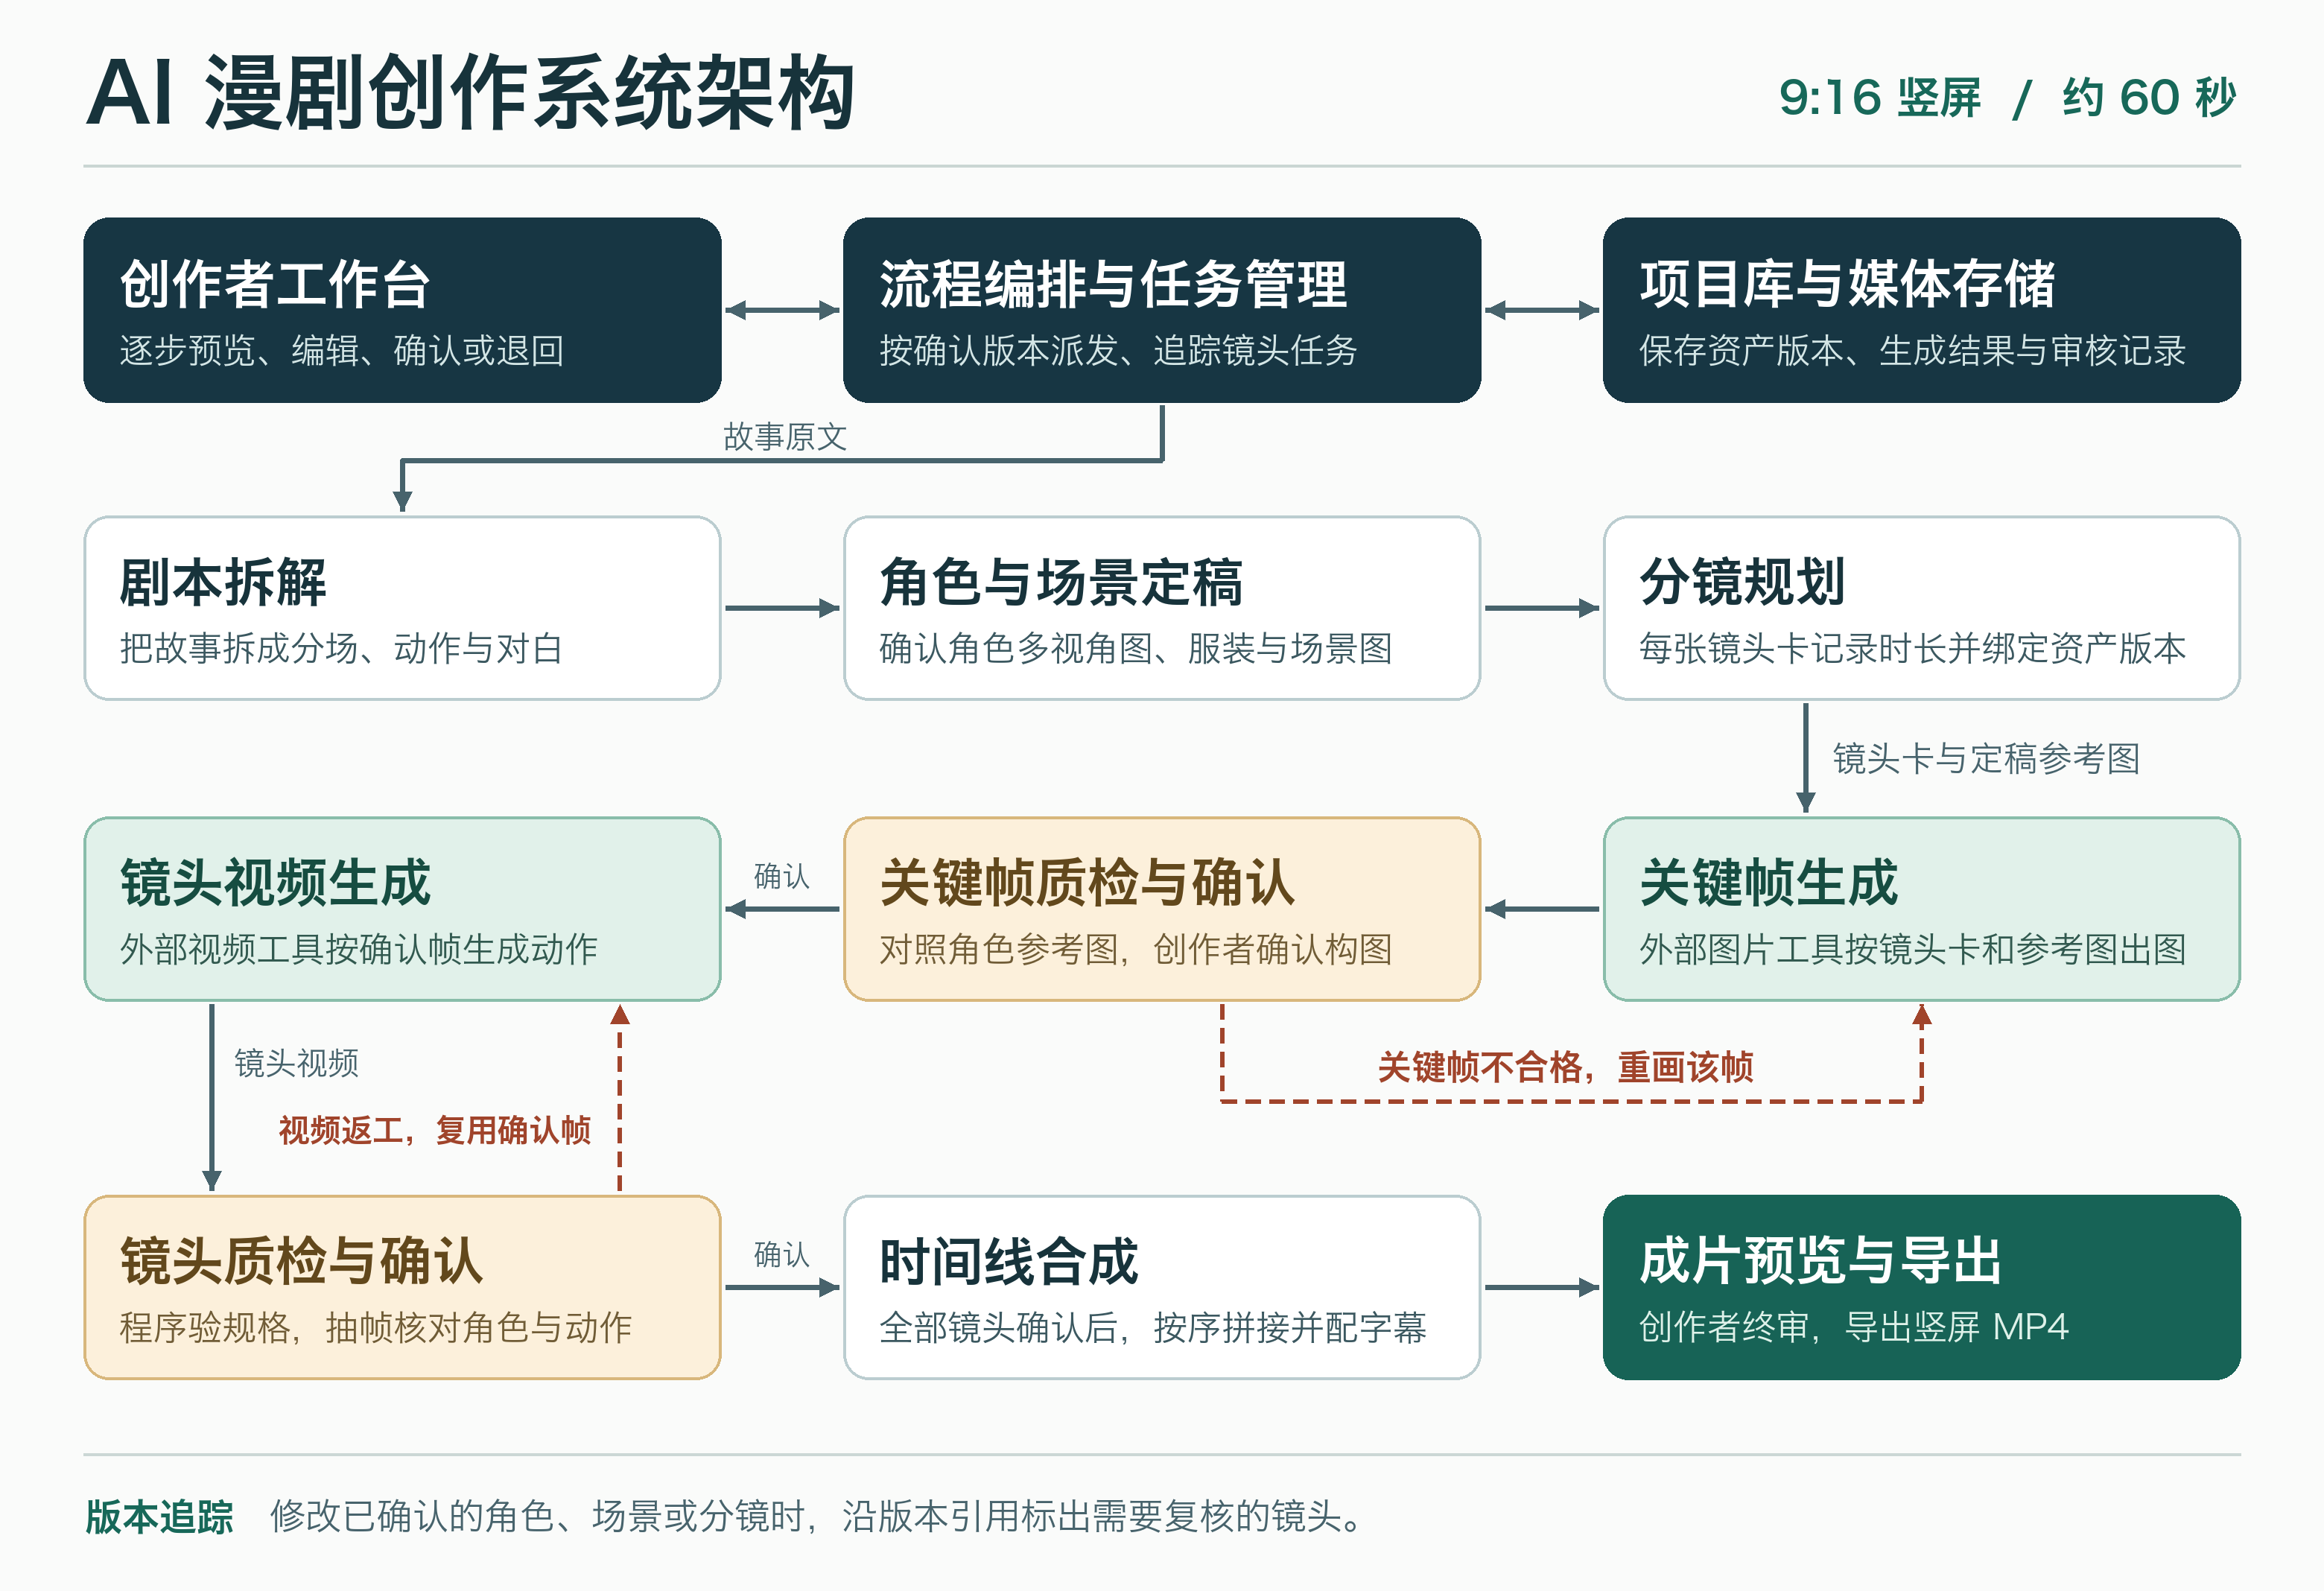 AI 漫剧创作系统架构
9:16 竖屏 / 约 60 秒
创作者工作台
逐步预览、编辑、确认或退回
流程编排与任务管理
按确认版本派发、追踪镜头任务
项目库与媒体存储
保存资产版本、生成结果与审核记录
故事原文
剧本拆解
把故事拆成分场、动作与对白
角色与场景定稿
确认角色多视角图、服装与场景图
分镜规划
每张镜头卡记录时长并绑定资产版本
镜头卡与定稿参考图
镜头视频生成
外部视频工具按确认帧生成动作
确认
关键帧质检与确认
对照角色参考图，创作者确认构图
关键帧生成
外部图片工具按镜头卡和参考图出图
镜头视频
视频返工，复用确认帧
关键帧不合格，重画该帧
镜头质检与确认
程序验规格，抽帧核对角色与动作
确认
时间线合成
全部镜头确认后，按序拼接并配字幕
成片预览与导出
创作者终审，导出竖屏 MP4
版本追踪 修改已确认的角色、场景或分镜时，沿版本引用标出需要复核的镜头。